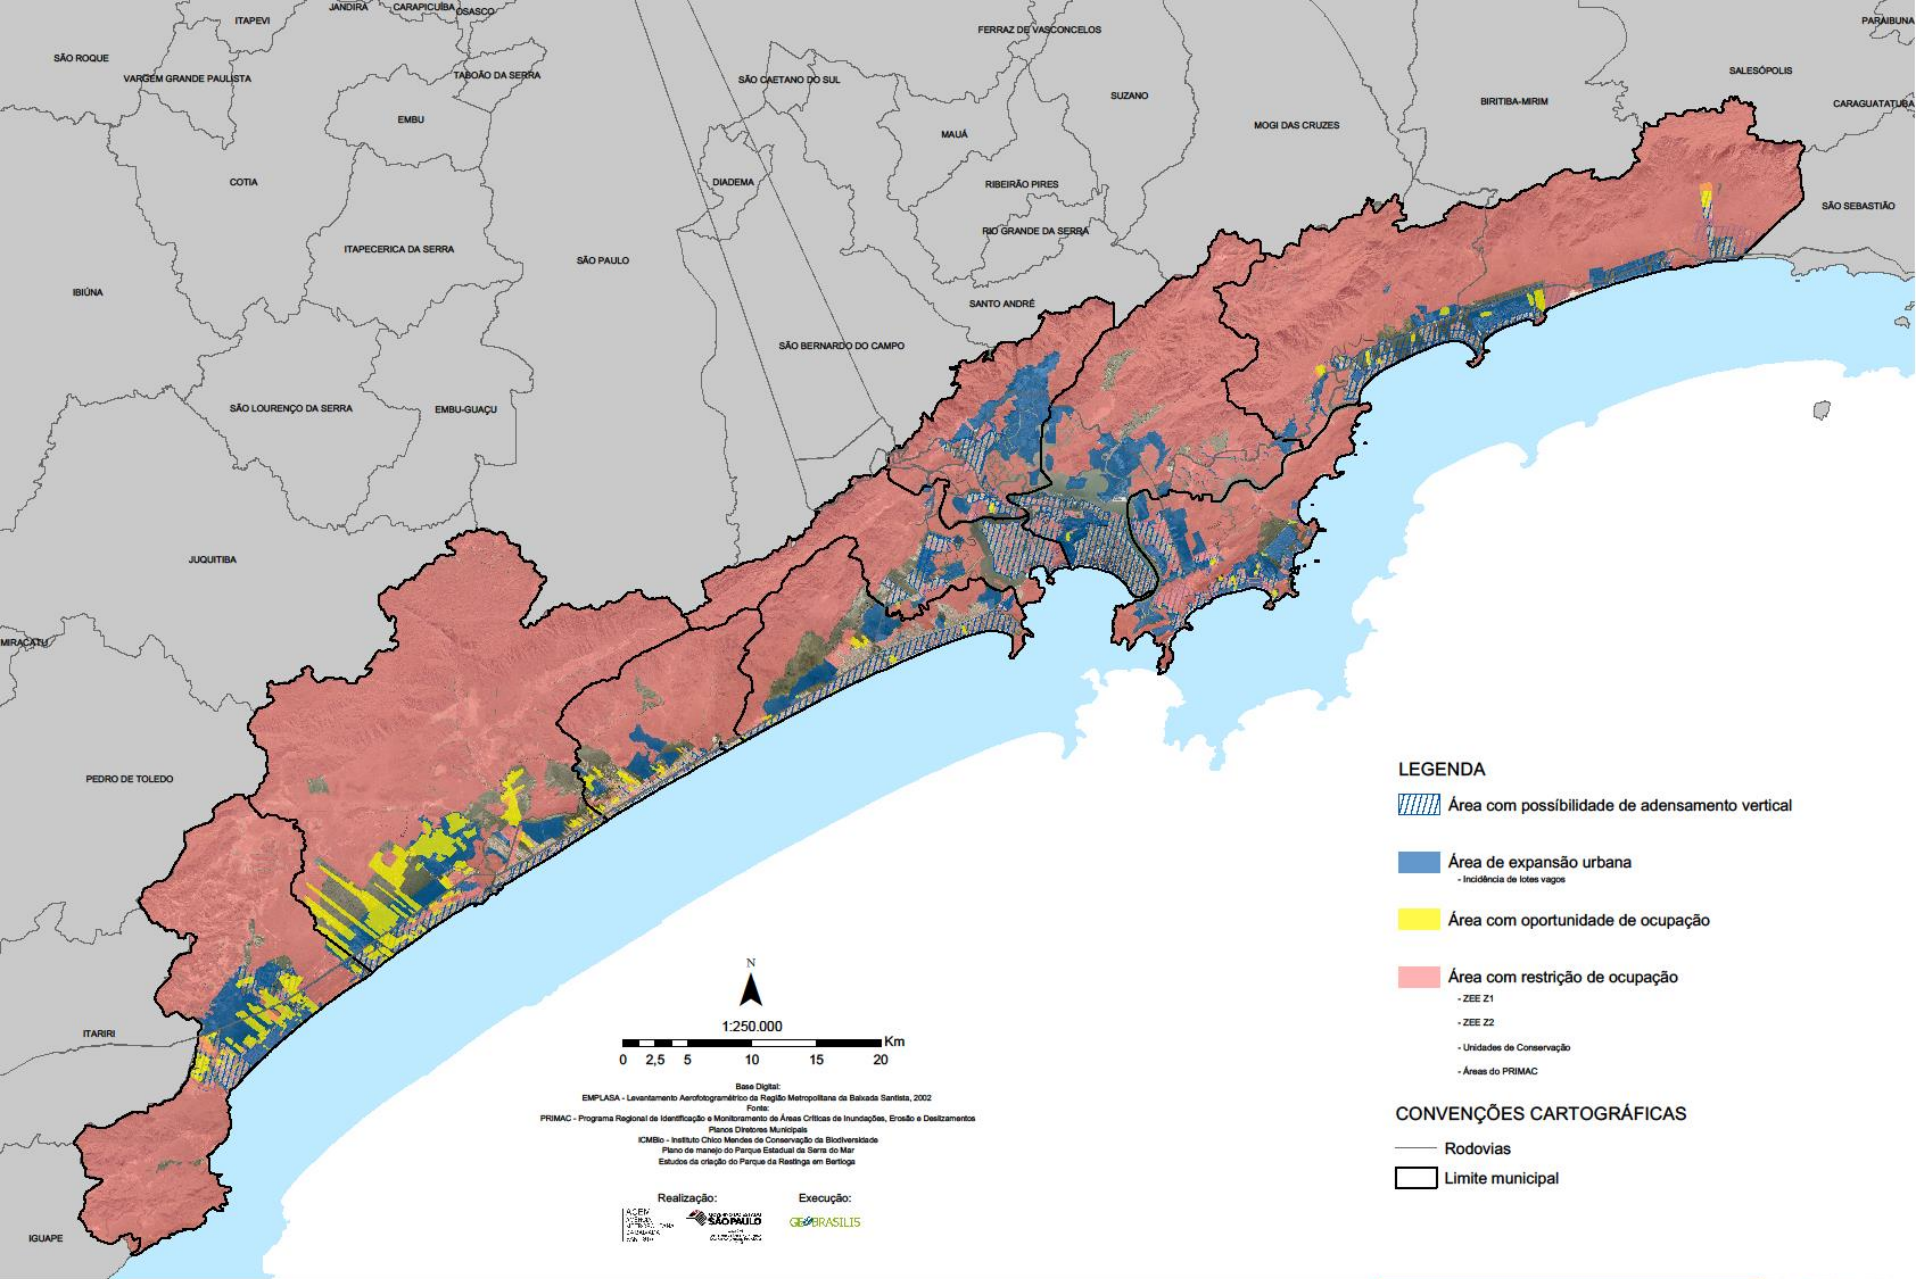 JANDIRA
CARAPICUÍBA
OSASCO
ITAPEVI
PARAIBUNA
FERRAZ DE VASCONCELOS
SÃO ROQUE
VARGEM GRANDE PAULISTA
TABOÃO DA SERRA
SÃO CAETANO DO SUL
SALESÓPOLIS
SUZANO
BIRITIBA-MIRIM
CARAGUATATUBA
EMBU
MAUÁ
MOGI DAS CRUZES
COTIA
DIADEMA
RIBEIRÃO PIRES
SÃO SEBASTIÃO
ITAPECERICA DA SERRA
RIO GRANDE DA SERRA
SÃO PAULO
IBIÚNA
SANTO ANDRÉ
SÃO BERNARDO DO CAMPO
SÃO LOURENÇO DA SERRA
EMBU-GUAÇU
JUQUITIBA
MIRACATU
PEDRO DE TOLEDO
ITARIRI
IGUAPE
LEGENDA
Área com possíbilidade de adensamento vertical
Área de expansão urbana
- Incidência de lotes vagos
Área com oportunidade de ocupação
Área com restrição de ocupação
- ZEE Z1
- ZEE Z2
- Unidades de Conservação
- Áreas do PRIMAC
CONVENÇÕES CARTOGRÁFICAS
Rodovias
Limite municipal
N
1:250.000
Km
0 2,5 5 10 15 20
Base Digital:
EMPLASA - Levantamento Aerofotogramétrico da Região Metropolitana da Baixada Santista, 2002
Fonte:
PRIMAC - Programa Regional de Identificação e Monitoramento de Áreas Críticas de Inundações, Erosão e Deslizamentos
Planos Diretores Municipais
ICMBio - Instituto Chico Mendes de Conservação da Biodiversidade
Plano de manejo do Parque Estadual da Serra do Mar
Estudos da criação do Parque da Restinga em Bertioga
Realização:
Execução:
AGEM
SÃO PAULO
GEOBRASILIS